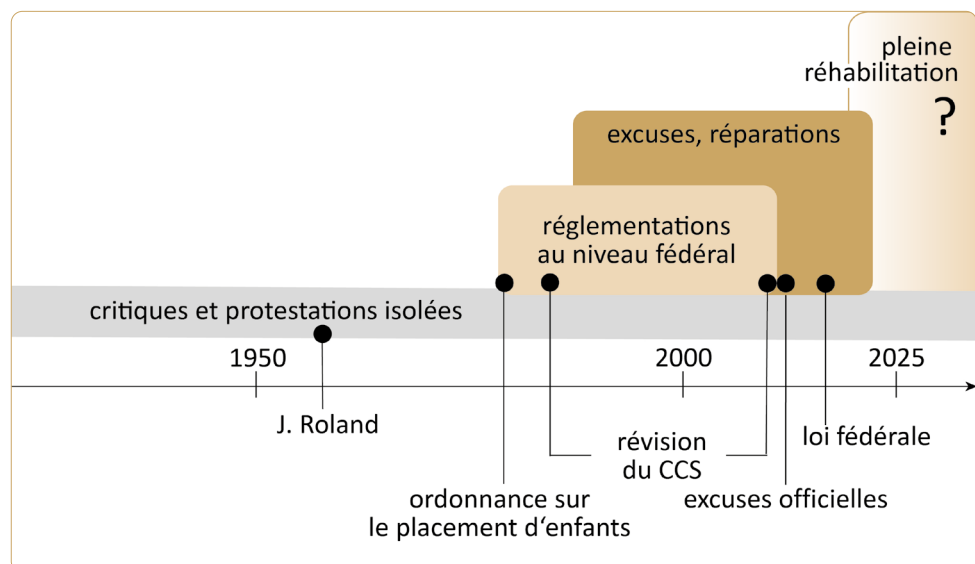 pleine
réhabilitation
?
excuses, réparations
réglementations
au niveau fédéral
critiques et protestations isolées
1950
2000
2025
J. Roland
révision
du CCS
loi fédérale
ordonnance sur
le placement d‘enfants
excuses officielles